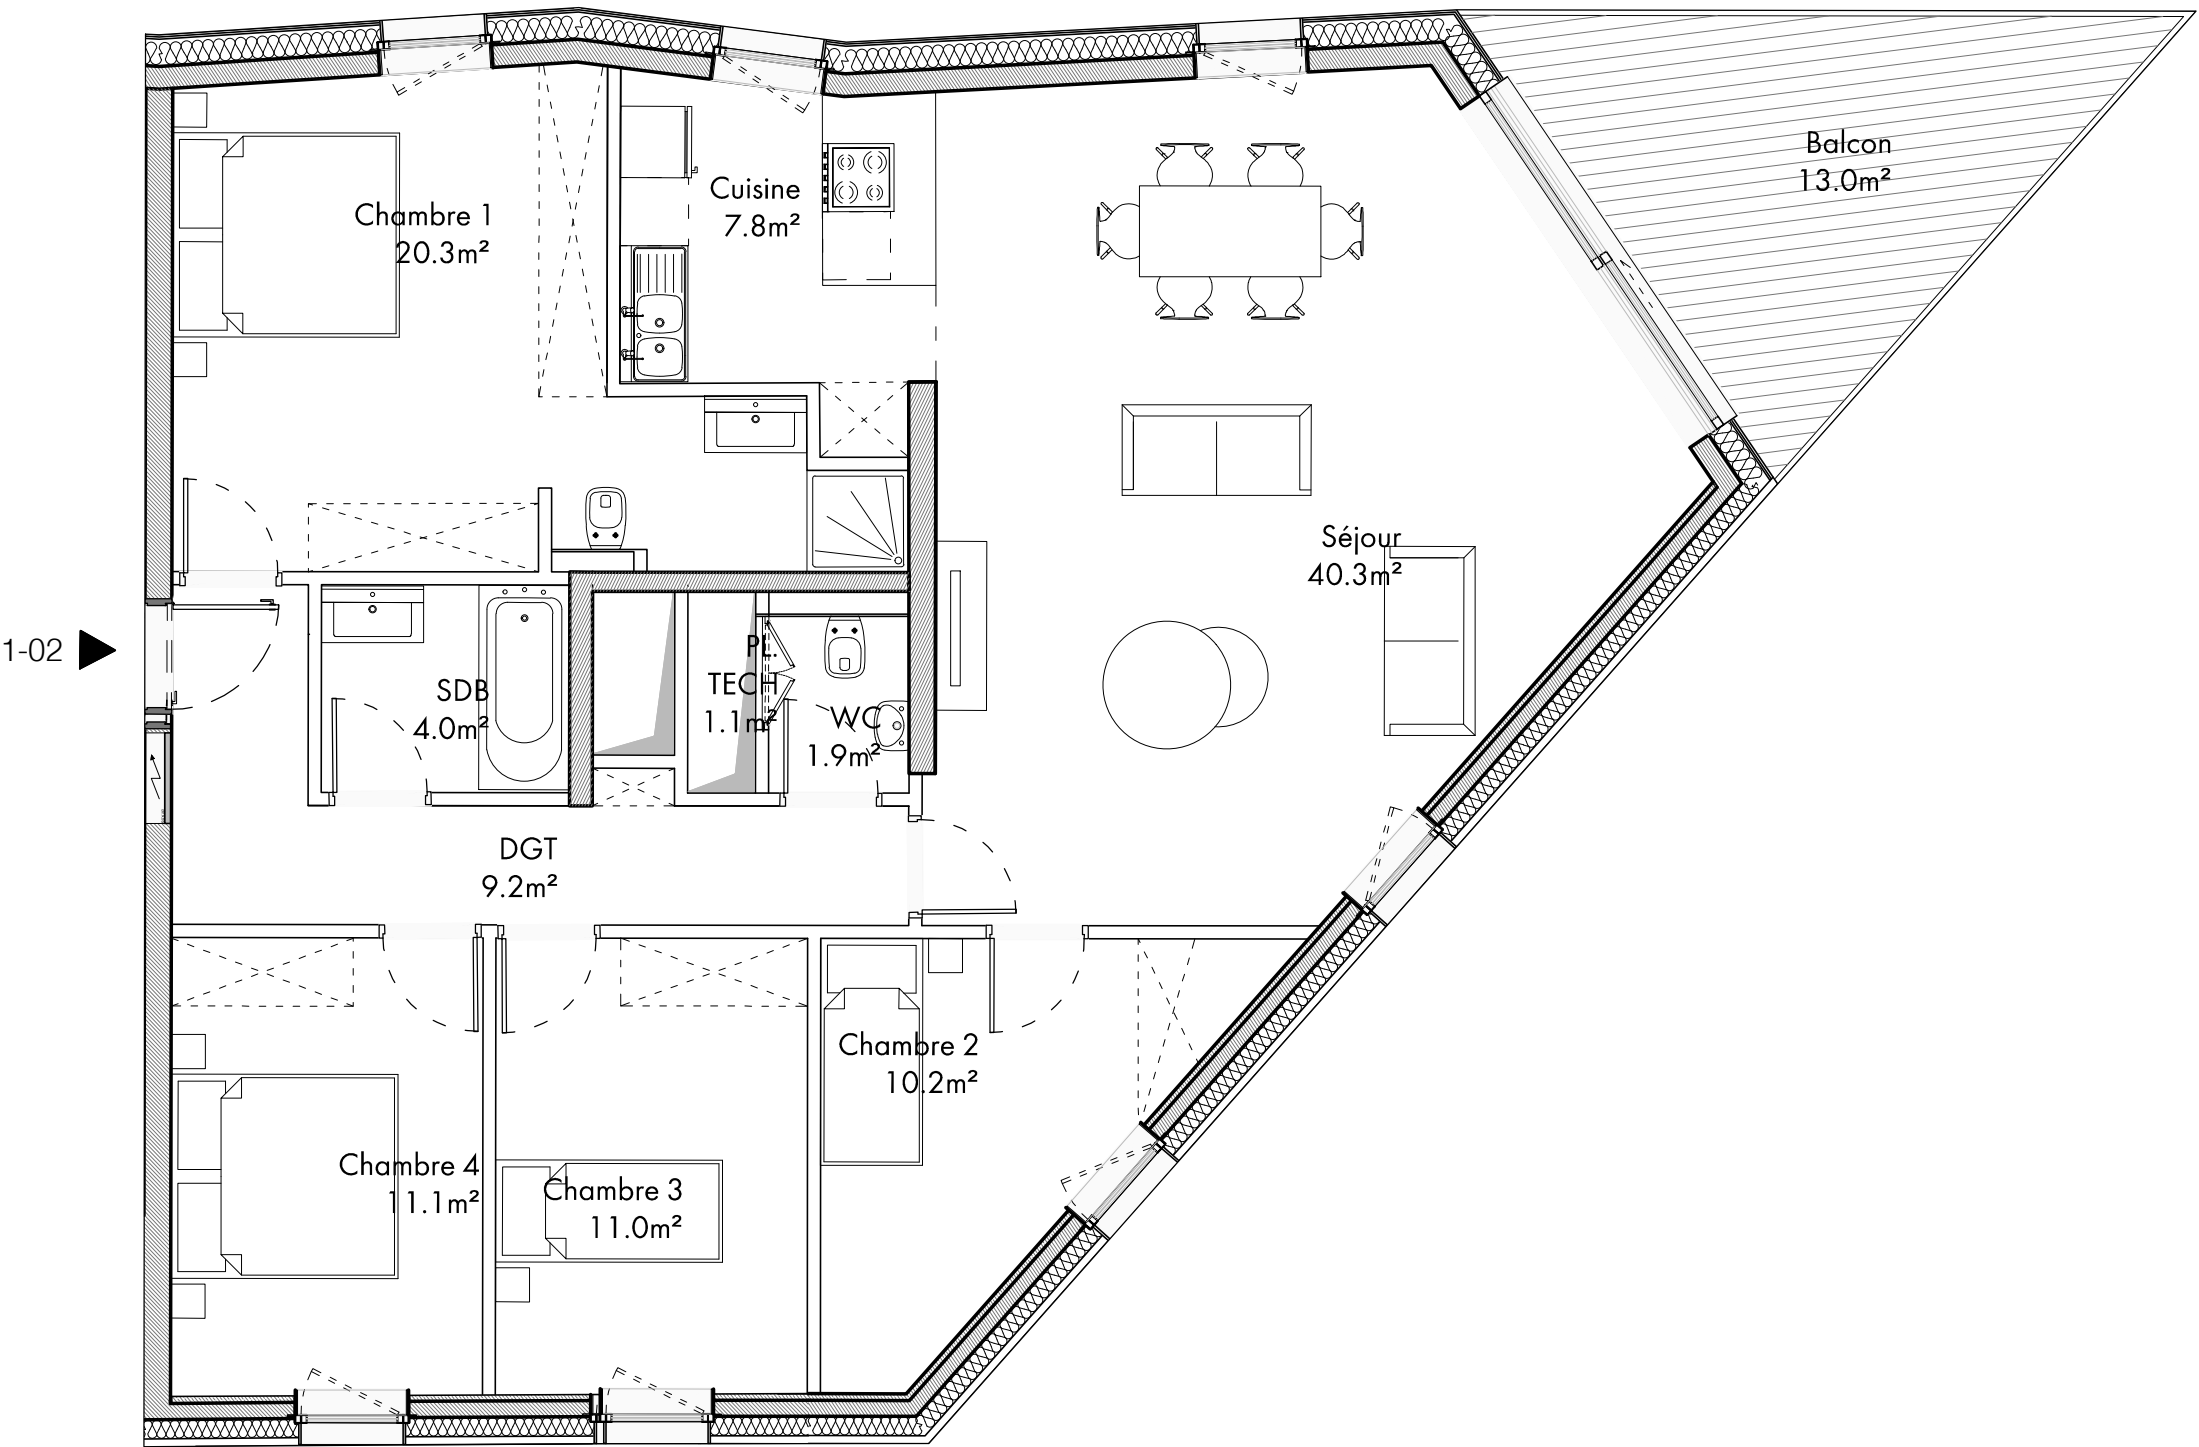 Balcon
13.0m²
Cuisine
7.8m²
Chambre 1
20.3m²
Séjour
40.3m²
1-02
PL.
TECH
1.1m²
SDB
4.0m²
WC
1.9m²
DGT
9.2m²
Chambre 2
10.2m²
Chambre 4
11.1m²
Chambre 3
11.0m²